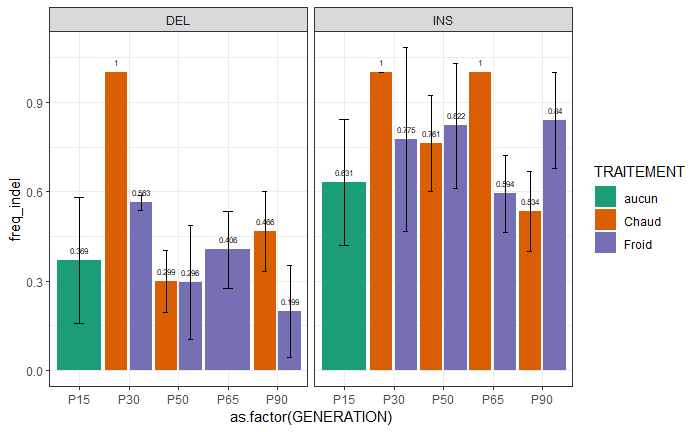 DEL
INS
freq_indel
0.9
0.6
0.3
0.0
0.369
1
0.563
0.299
0.296
0.406
0.466
0.199
0.631
1
0.775
0.761
0.822
1
0.594
0.534
0.84
P15 P30 P50 P65 P90
P15 P30 P50 P65 P90
as.factor(GENERATION)
TRAITEMENT
aucun
Chaud
Froid